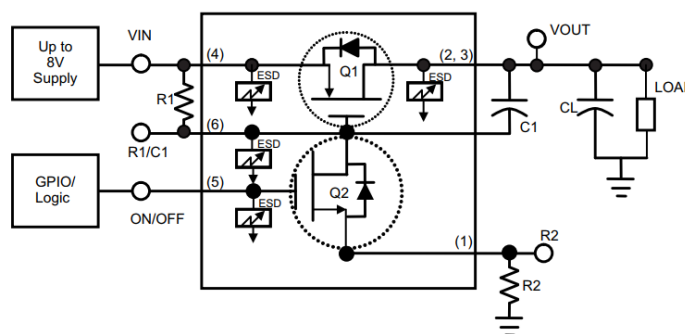 Up to
8V
Supply
VIN
(4)
ESD
Q1
ESD
(2, 3)
VOUT
R1
C1
CL
LOA
R1/C1
(6)
ESD
GPIO/
Logic
(5)
ON/OFF
ESD
Q2
(1)
R2
R2